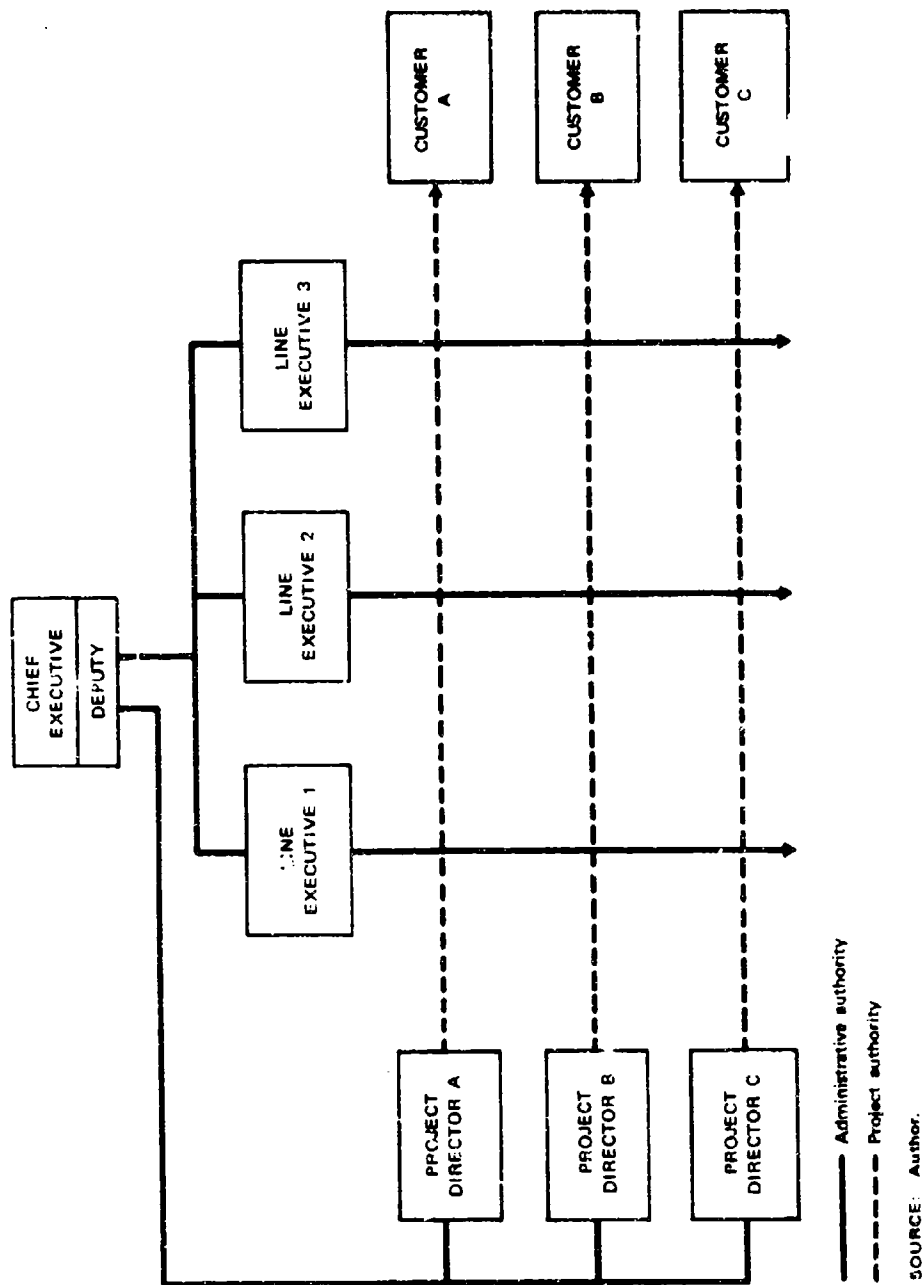 CHIEF
EXECUTIVE
DEPUTY
LINE
EXECUTIVE 1
LINE
EXECUTIVE 2
LINE
EXECUTIVE 3
PROJECT
DIRECTOR A
CUSTOMER
A
PROJECT
DIRECTOR B
CUSTOMER
B
PROJECT
DIRECTOR C
CUSTOMER
C
Administrative authority
Project authority
SOURCE: Author.